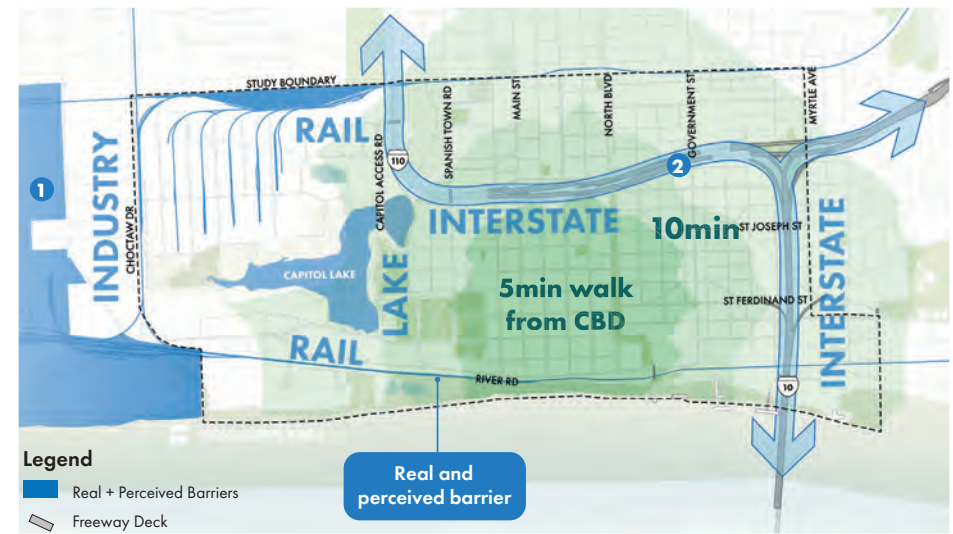 STUDY BOUNDARY
RAIL
110
CAPITOL ACCESS RD
SPANISH TOWN RD
MAIN ST
NORTH BLVD
GOVERNMENT ST
MYRTLE AVE
1
INDUSTRY
CHOCTAW DR
2
INTERSTATE
10min
ST JOSEPH ST
INTERSTATE
CAPITOL LAKE
LAKE
5min walk
from CBD
ST FERDINAND ST
RAIL
RIVER RD
10
Real and
perceived barrier
Legend
Real + Perceived Barriers
Freeway Deck